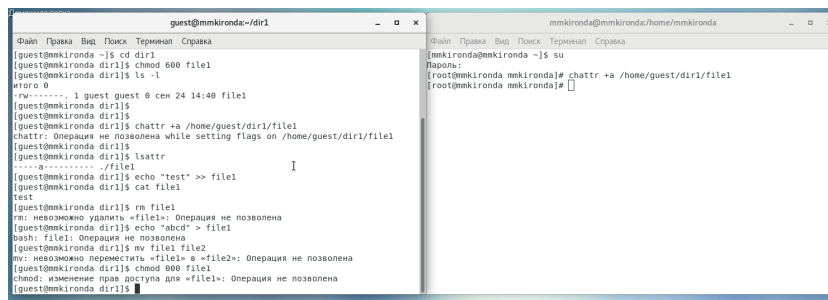 guest@mmkironda:~/dir1
Файл Правка Вид Поиск Терминал Справка
[guest@mmkironda ~]$ cd dir1
[guest@mmkironda dir1]$ chmod 600 file1
[guest@mmkironda dir1]$ ls -l
итого 0
-rw-------. 1 guest guest 0 сен 24 14:40 file1
[guest@mmkironda dir1]$
[guest@mmkironda dir1]$
[guest@mmkironda dir1]$ chattr +a /home/guest/dir1/file1
chattr: Операция не позволена while setting flags on /home/guest/dir1/file1
[guest@mmkironda dir1]$
[guest@mmkironda dir1]$ lsattr
-----a---------- ./file1
[guest@mmkironda dir1]$ echo "test" >> file1
[guest@mmkironda dir1]$ cat file1
test
[guest@mmkironda dir1]$ rm file1
rm: невозможно удалить «file1»: Операция не позволена
[guest@mmkironda dir1]$ echo "abcd" > file1
bash: file1: Операция не позволена
[guest@mmkironda dir1]$ mv file1 file2
mv: невозможно переместить «file1» в «file2»: Операция не позволена
[guest@mmkironda dir1]$ chmod 000 file1
chmod: изменение прав доступа для «file1»: Операция не позволена
[guest@mmkironda dir1]$
mmkironda@mmkironda:/home/mmkironda
Файл Правка Вид Поиск Терминал Справка
[mmkironda@mmkironda ~]$ su
Пароль:
[root@mmkironda mmkironda]# chattr +a /home/guest/dir1/file1
[root@mmkironda mmkironda]#